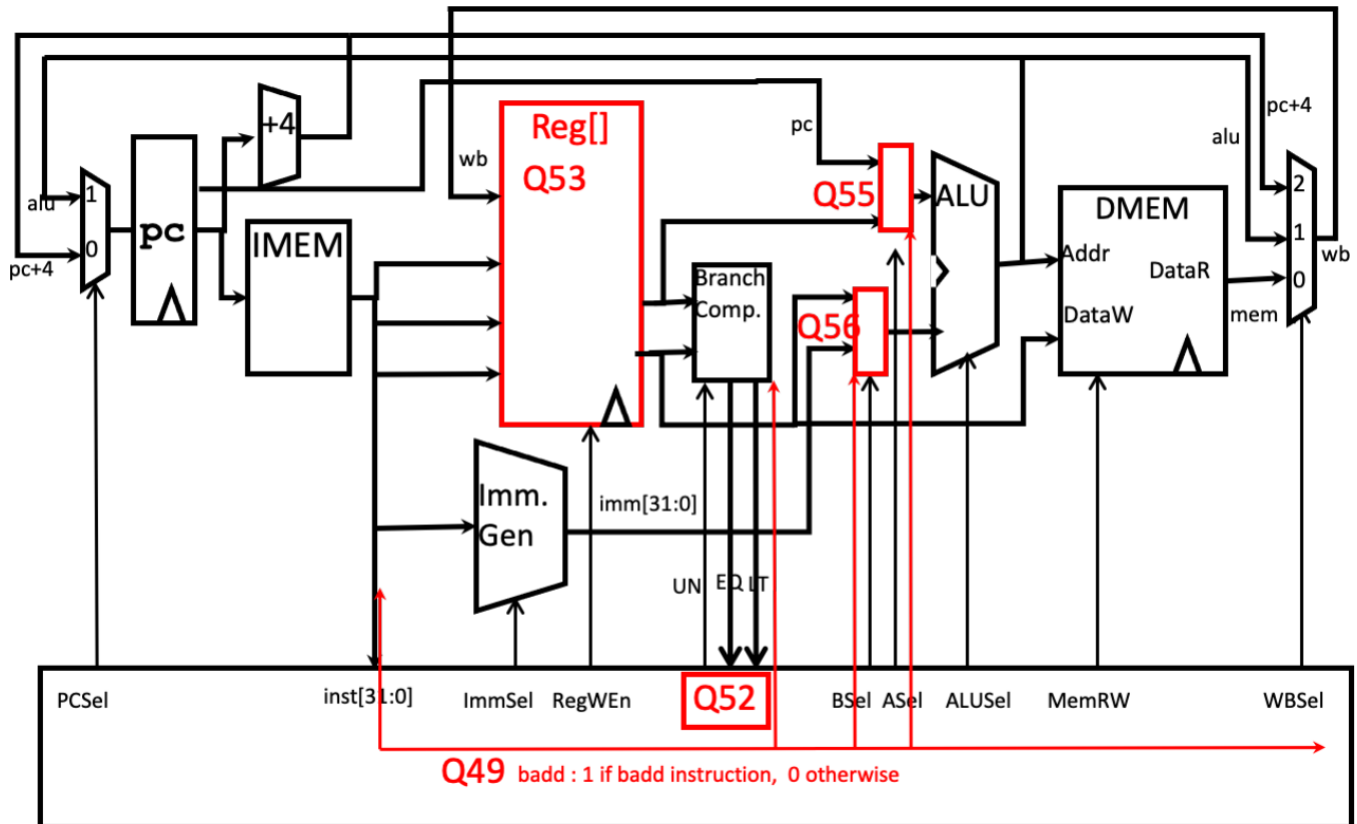 +4
pc+4
Reg[]
pc
alu
wb
Q53
alu
1
Q55
ALU
2
pc
IMEM
DMEM
0
1
pc+4
Addr
wb
Branch
DataR
0
Comp.
Q56
DataW
mem
Imm.
Gen
imm[31:0]
UN
EQ
LT
PCSel
inst[31:0]
ImmSel
RegWEn
Q52
BSel
ASel
ALUSel
MemRW
WBSel
Q49 badd : 1 if badd instruction, 0 otherwise